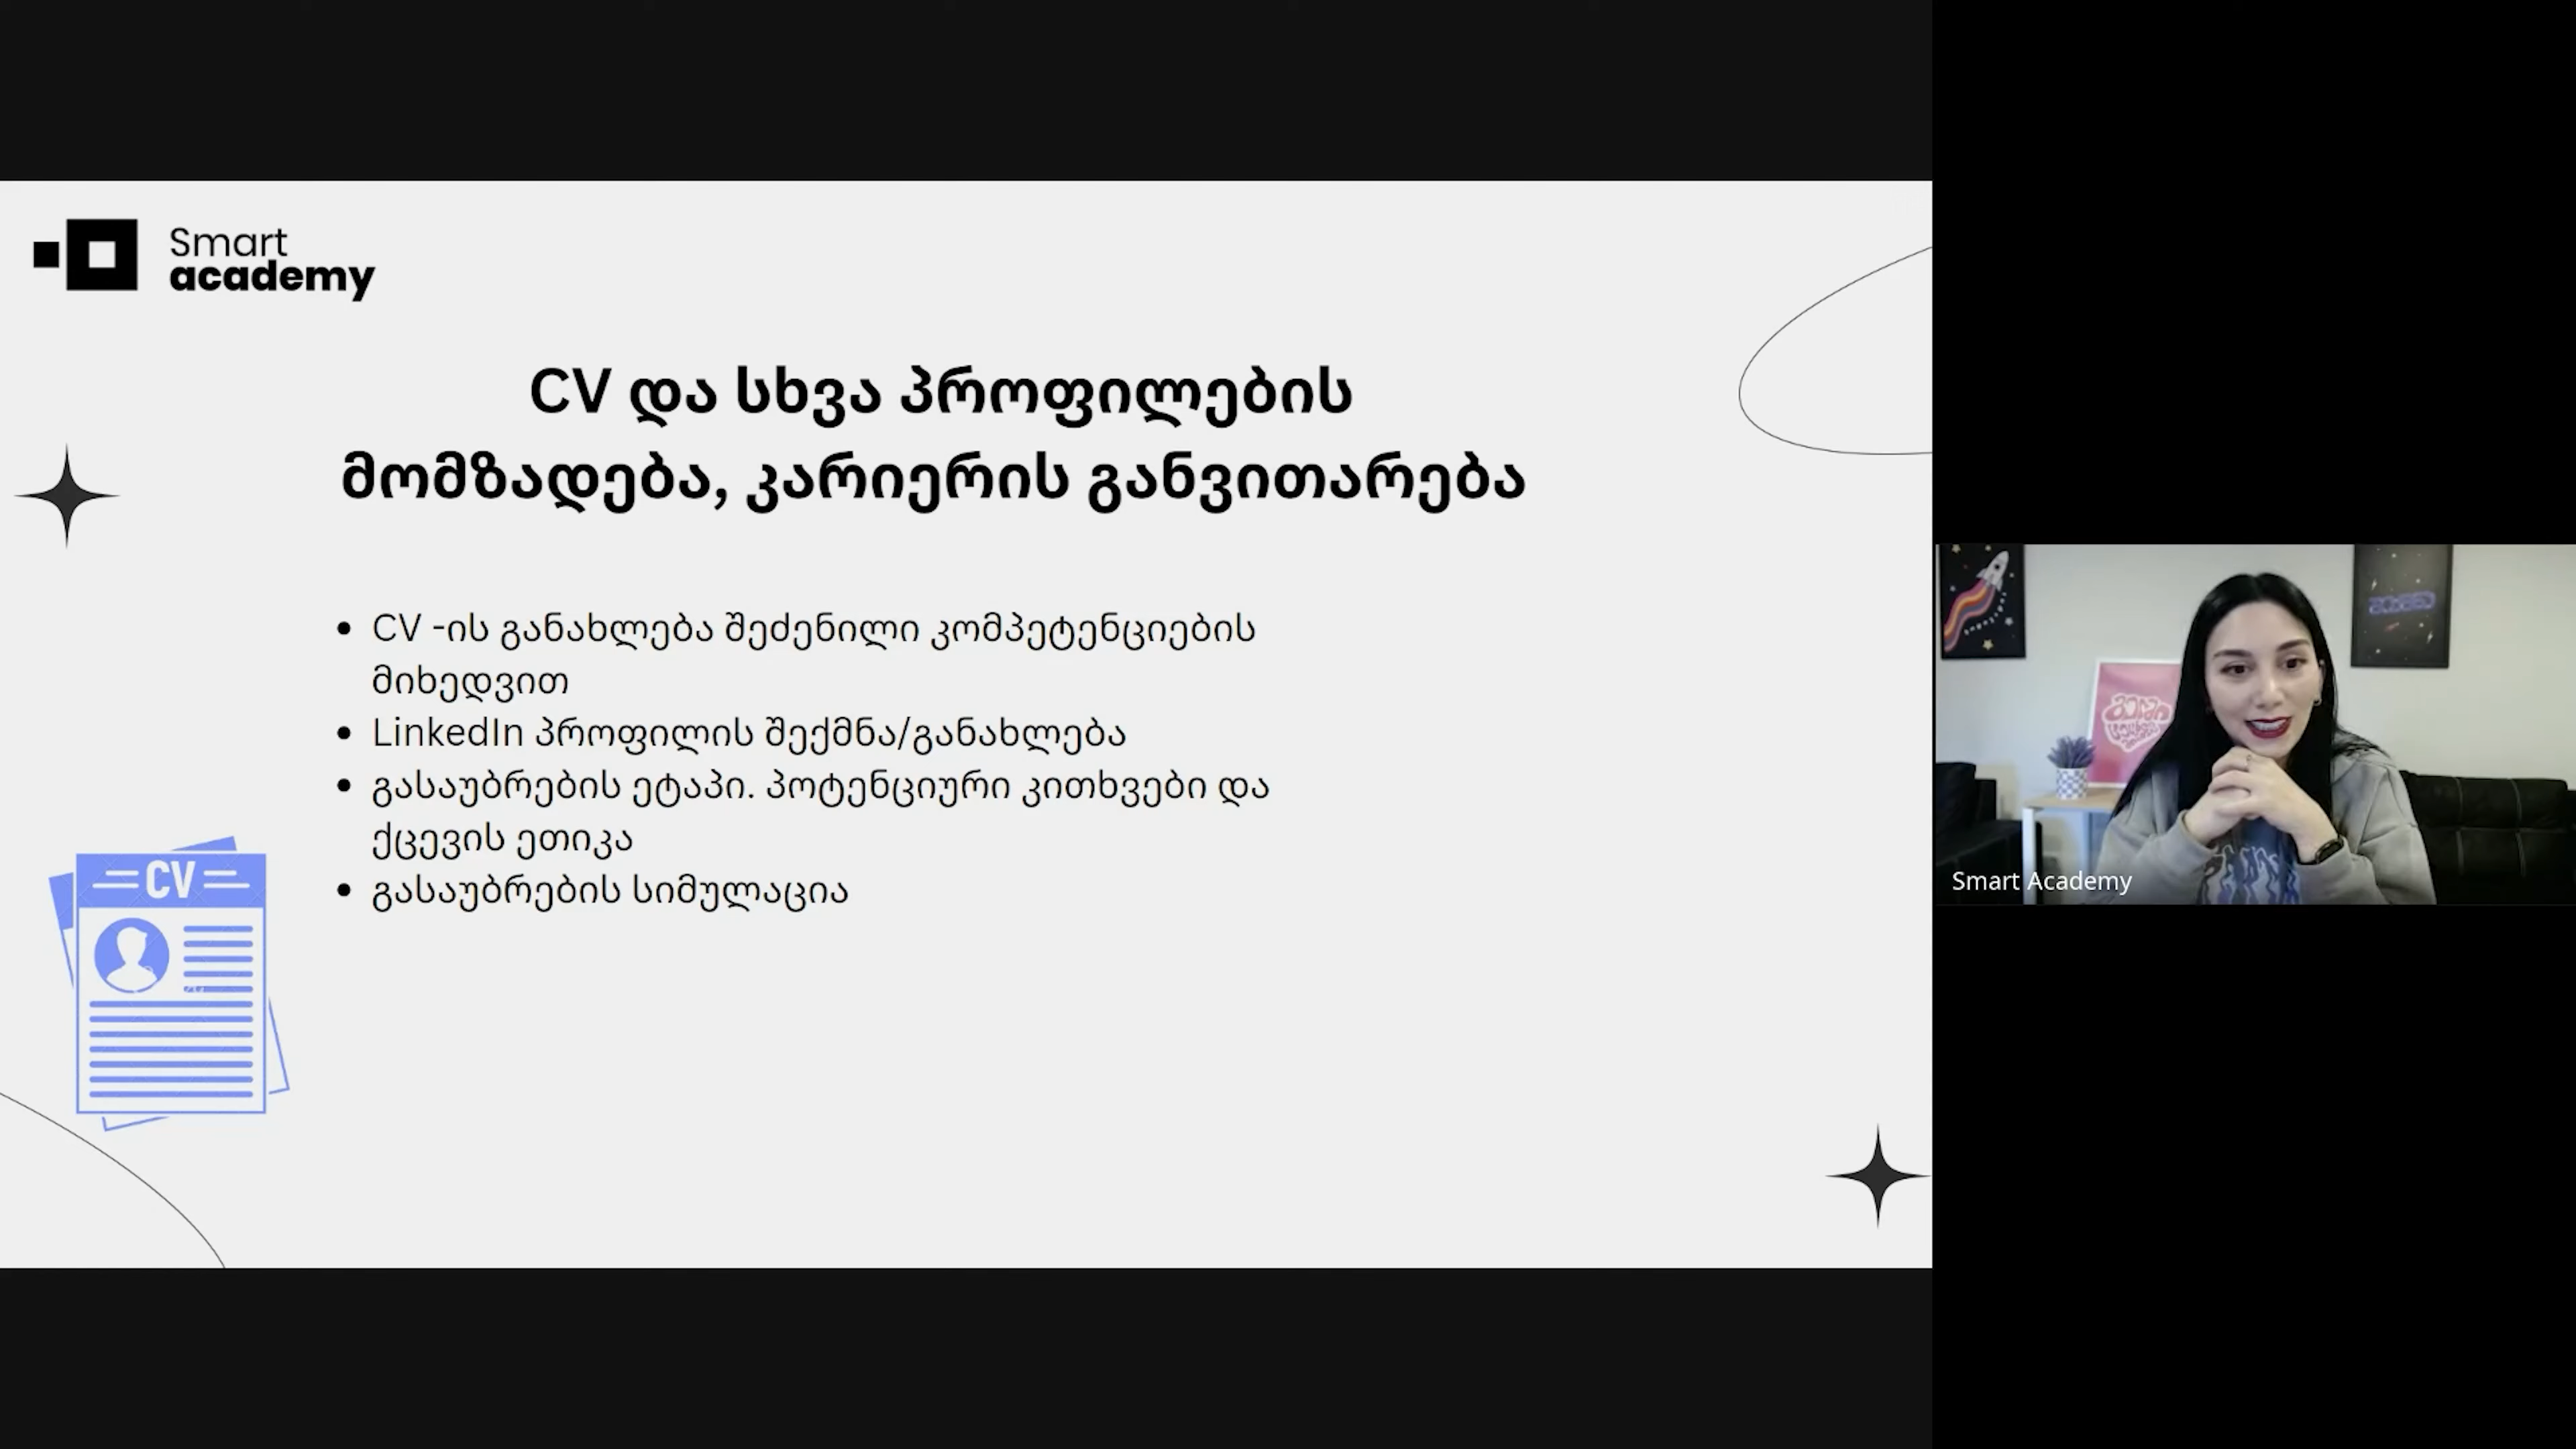 Smart
academy
CV და სხვა პროფილების
მომზადება, კარიერის განვითარება
• CV -ის განახლება შეძენილი კომპეტენციების
მიხედვით
• LinkedIn პროფილის შექმნა/განახლება
• გასაუბრების ეტაპი. პოტენციური კითხვები და
ქცევის ეთიკა
• გასაუბრების სიმულაცია
CV
Smart Academy